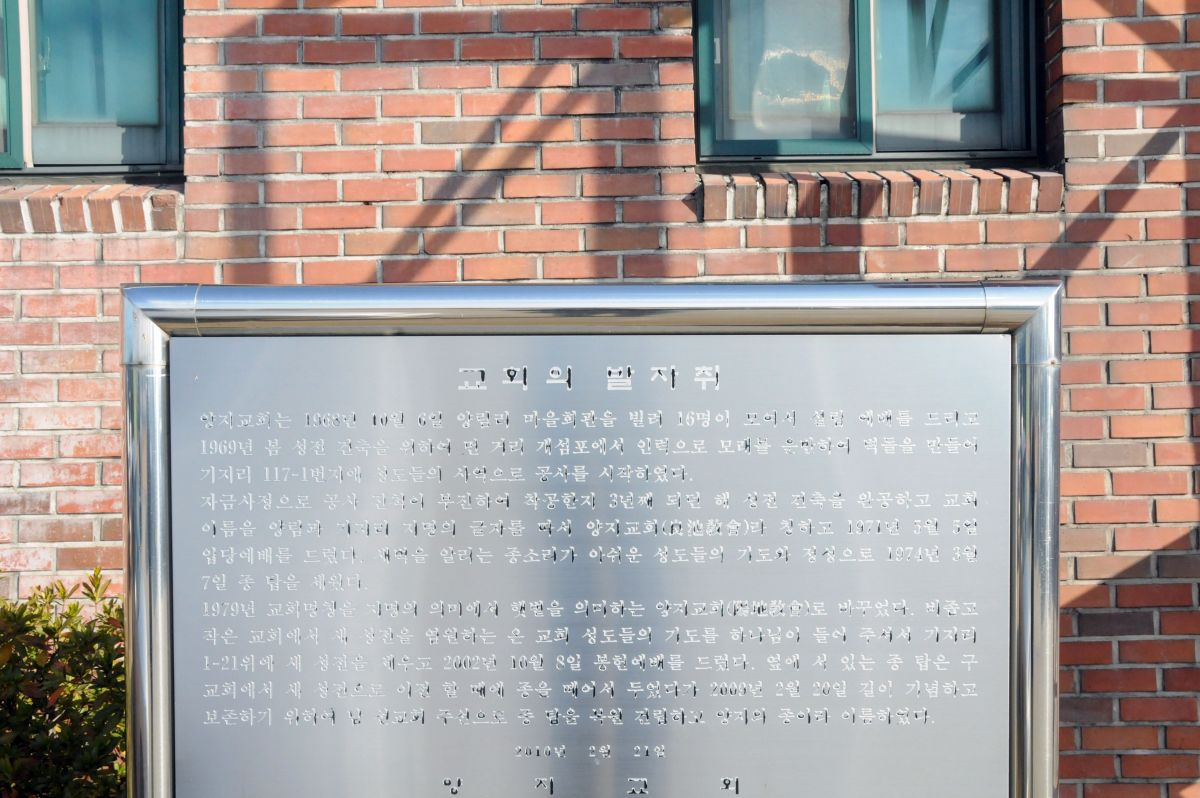 교회의 발자취
양지교회는 1968년 10월 6일 양림리 마을회관을 빌려 16명이 모여서 설립 예배를 드리고
1969년 봄 성전 건축을 위하여 먼 거리 개섬포에서 인력으로 모래를 운반하여 벽돌을 만들어
기지리 117-1번지에 성도들의 사역으로 공사를 시작하였다.
자금사정으로 공사 진척이 부진하여 착공한지 3년째 되던 해 성전 건축을 완공하고 교회
이름을 양림과 기지리 지명의 글자를 따서 양지교회(良池敎會)라 칭하고 1971년 5월 5일
입당예배를 드렸다. 새벽을 알리는 종소리가 아쉬운 성도들의 기도와 정성으로 1974년 3월
7일 종 탑을 세웠다.
1979년 교회명칭을 지명의 의미에서 햇볕을 의미하는 양지교회(陽地敎會)로 바꾸었다. 비좁고
작은 교회에서 새 성전을 염원하는 온 교회 성도들의 기도를 하나님이 들어 주셔서 기지리
1-21위에 새 성전을 세우고 2002년 10월 8일 봉헌예배를 드렸다. 옆에 서 있는 종 탑은 구
교회에서 새 성전으로 이전 할 때에 종을 떼어서 두었다가 2009년 2월 20일 길이 기념하고
보존하기 위하여 남 선교회 주선으로 종 탑을 복원 건립하고 양지의 종이라 이름하였다.
2010년 2월 21일
양 지 교 회